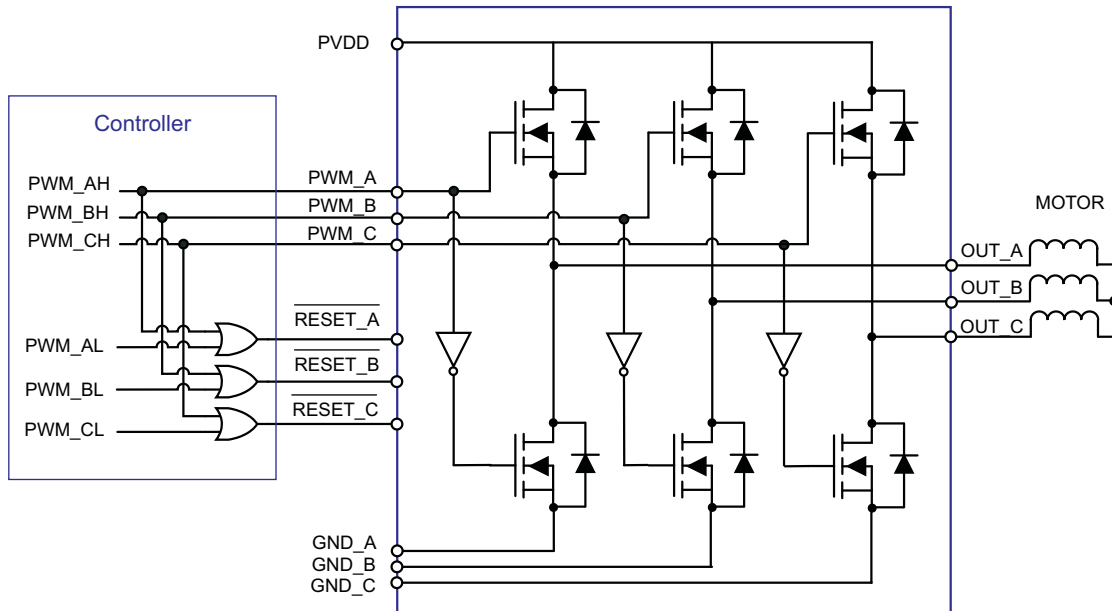 PVDD
Controller
PWM_AH
PWM_BH
PWM_CH
PWM_AL
PWM_BL
PWM_CL
PWM_A
PWM_B
PWM_C
RESET_A
RESET_B
RESET_C
GND_A
GND_B
GND_C
MOTOR
OUT_A
OUT_B
OUT_C